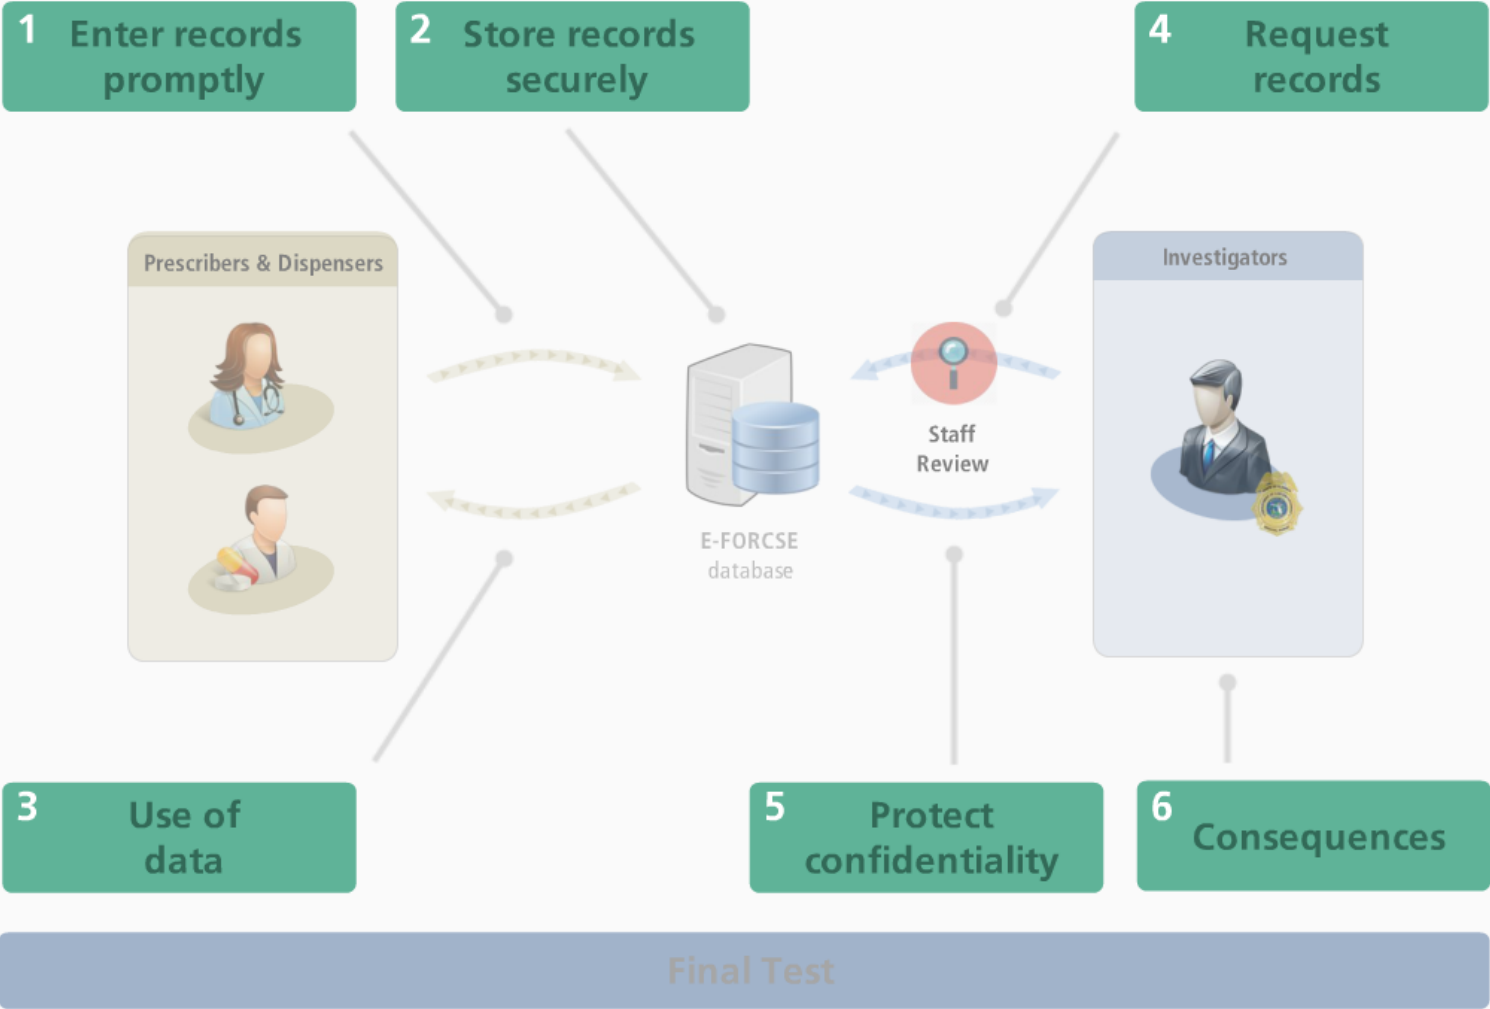 1 Enter records
promptly
2 Store records
securely
4 Request
records
Prescribers & Dispensers
Investigators
Staff
Review
E-FORCSE
database
3 Use of
data
5 Protect
confidentiality
6 Consequences
Final Test